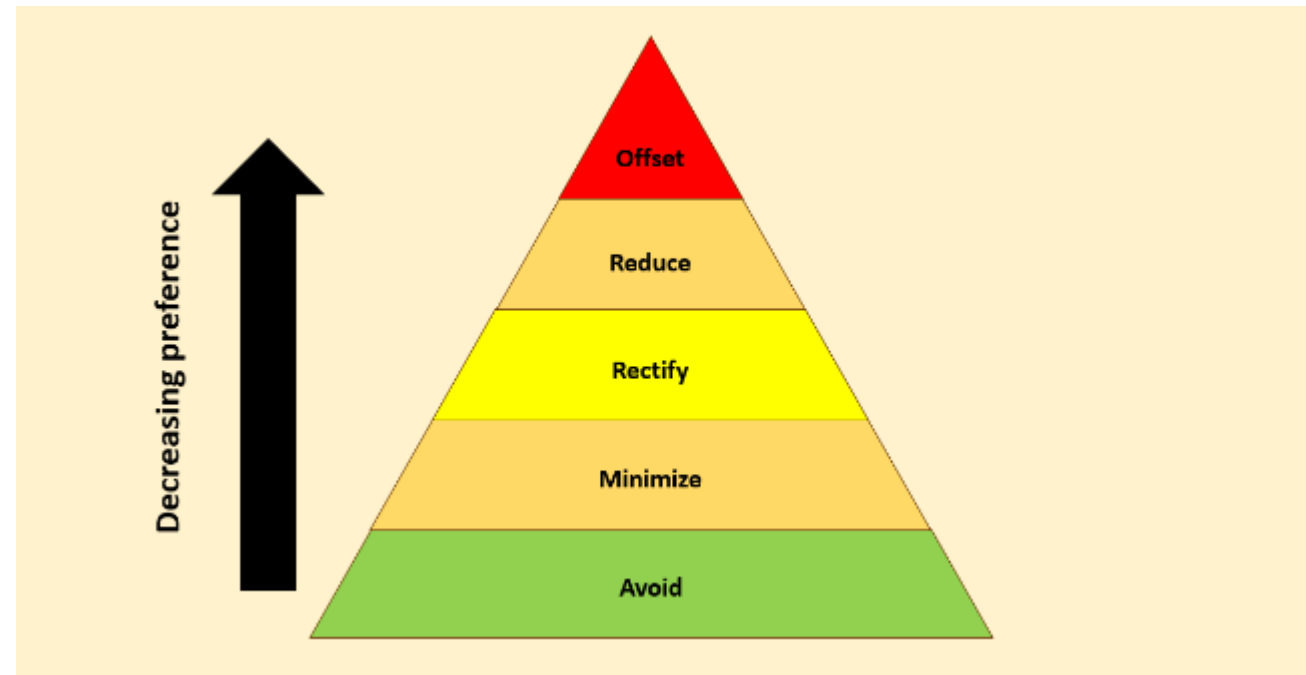 Decreasing preference
Offset
Reduce
Rectify
Minimize
Avoid